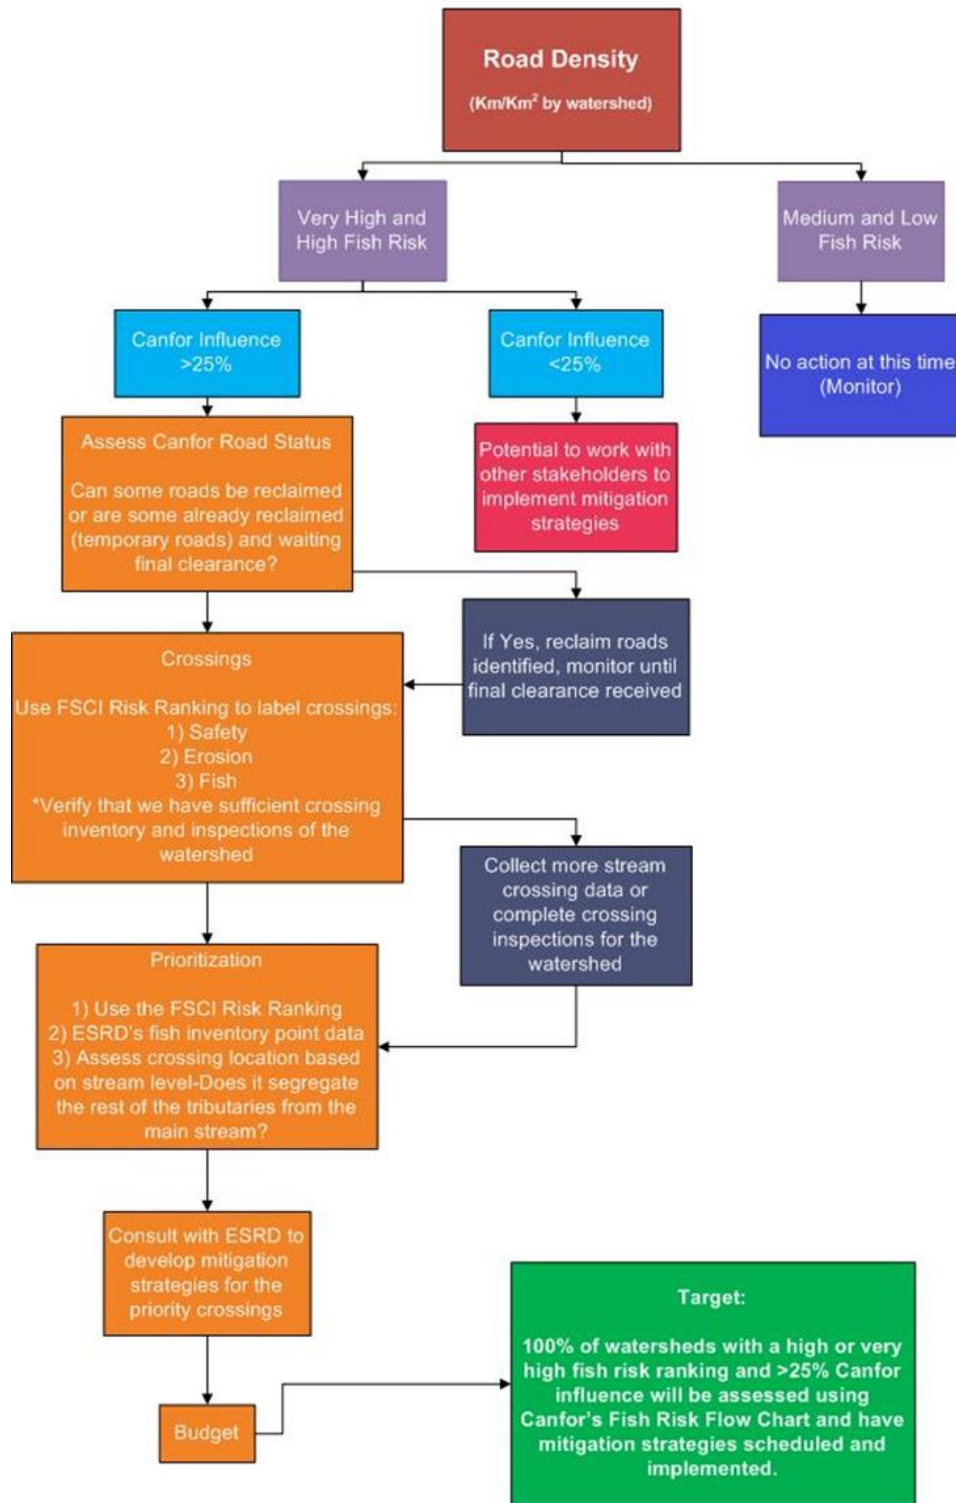 Road Density
(Km/Km² by watershed)
Very High and
High Fish Risk
Medium and Low
Fish Risk
Canfor Influence
>25%
Canfor Influence
<25%
No action at this time
(Monitor)
Assess Canfor Road Status
Can some roads be reclaimed
or are some already reclaimed
(temporary roads) and waiting
final clearance?
Potential to work with
other stakeholders to
implement mitigation
strategies
If Yes, reclaim roads
identified, monitor until
final clearance received
Crossings
Use FSCI Risk Ranking to label crossings:
1) Safety
2) Erosion
3) Fish
*Verify that we have sufficient crossing
inventory and inspections of the
watershed
Collect more stream
crossing data or
complete crossing
inspections for the
watershed
Prioritization
1) Use the FSCI Risk Ranking
2) ESRD's fish inventory point data
3) Assess crossing location based
on stream level-Does it segregate
the rest of the tributaries from the
main stream?
Consult with ESRD to
develop mitigation
strategies for the
priority crossings
Budget
Target:
100% of watersheds with a high or very
high fish risk ranking and >25% Canfor
influence will be assessed using
Canfor's Fish Risk Flow Chart and have
mitigation strategies scheduled and
implemented.